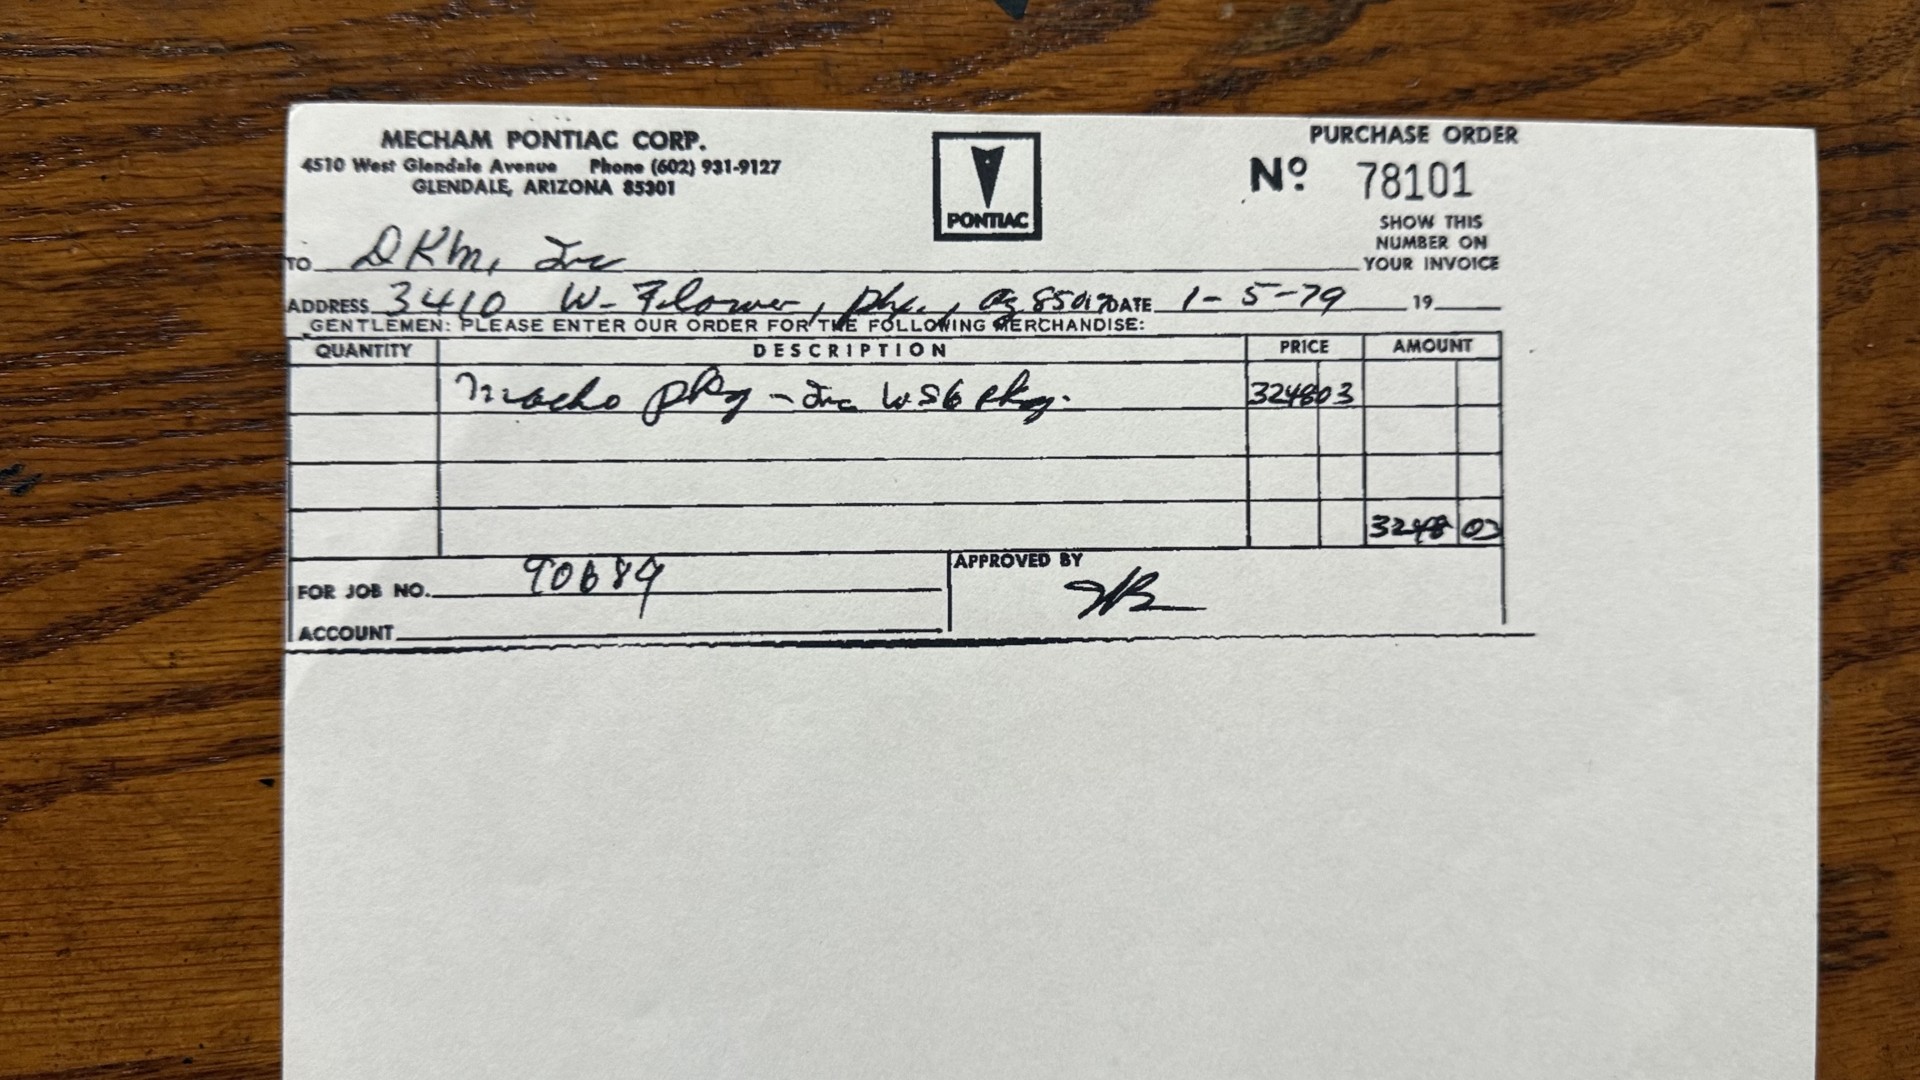 MECHAM PONTIAC CORP.
4510 West Glendale Avenue Phone (602) 931-9127
GLENDALE, ARIZONA 85301
PONTIAC
PURCHASE ORDER
Nº 78101
SHOW THIS
NUMBER ON
YOUR INVOICE
TO DKM, Inc
ADDRESS 3410 W- Flower, Phx., Az 85017 DATE 1-5-79 19
GENTLEMEN: PLEASE ENTER OUR ORDER FOR THE FOLLOWING MERCHANDISE:
QUANTITY DESCRIPTION PRICE AMOUNT
Macho pkg - Inc WS6 pkg. 3248 03
3248 03
FOR JOB NO. 90689 APPROVED BY
ACCOUNT